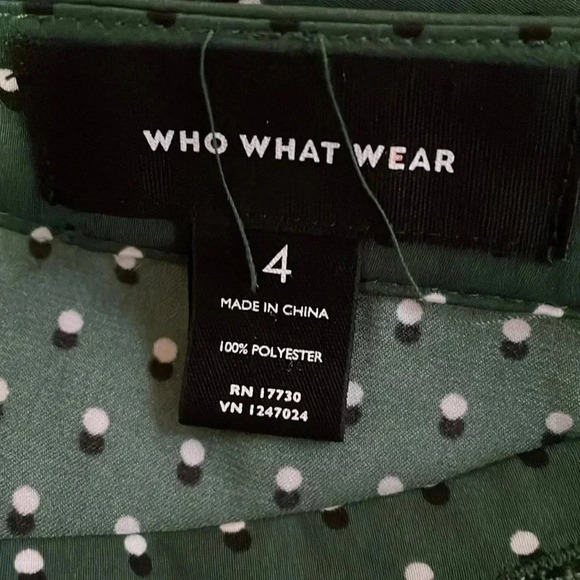 WHO WHAT WEAR
4
MADE IN CHINA
100% POLYESTER
RN 17730
VN 1247024